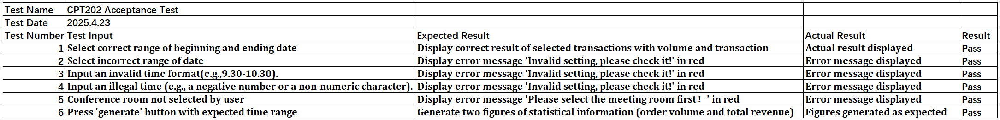 Test Name CPT202 Acceptance Test
Test Date 2025.4.23
Test Number Test Input Expected Result Actual Result Result
1 Select correct range of beginning and ending date Display correct result of selected transactions with volume and transaction Actual result displayed Pass
2 Select incorrect range of date Display error message 'Invalid setting, please check it!' in red Error message displayed Pass
3 Input an invalid time format(e.g.,9.30-10.30). Display error message 'Invalid setting, please check it!' in red Error message displayed Pass
4 Input an illegal time (e.g., a negative number or a non-numeric character). Display error message 'Invalid setting, please check it!' in red Error message displayed Pass
5 Conference room not selected by user Display error message 'Please select the meeting room first！' in red Error message displayed Pass
6 Press 'generate' button with expected time range Generate two figures of statistical information (order volume and total revenue) Figures generated as expected Pass